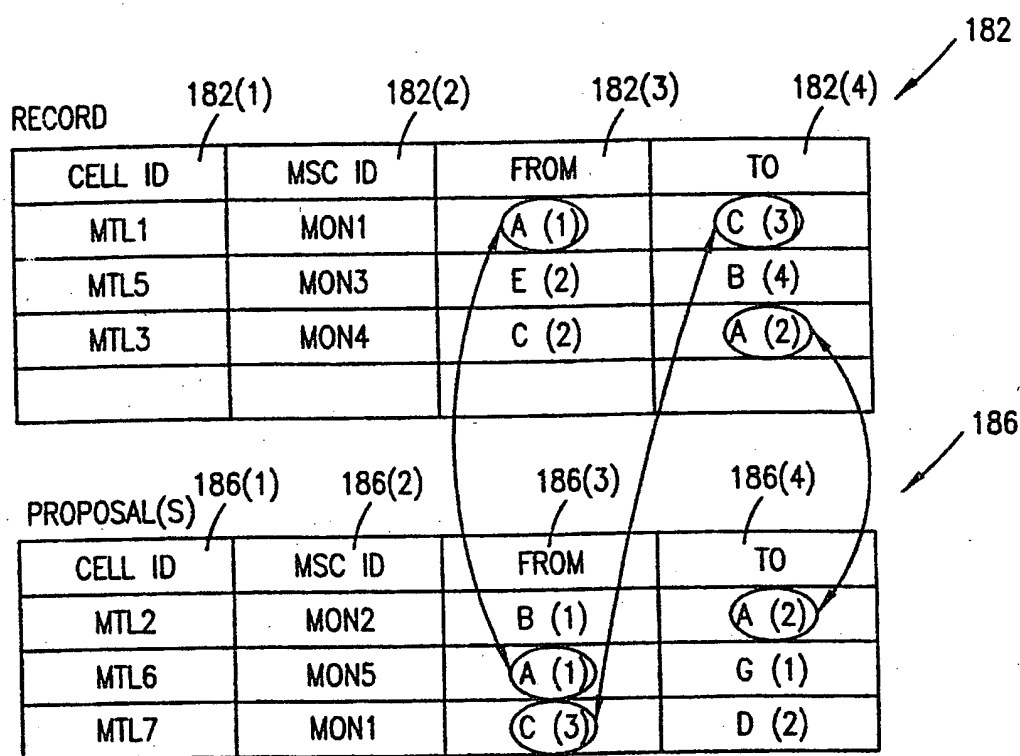 182
RECORD 182(1) 182(2) 182(3) 182(4)
CELL ID MSC ID FROM TO
MTL1 MON1 A (1) C (3)
MTL5 MON3 E (2) B (4)
MTL3 MON4 C (2) A (2)
186
PROPOSAL(S) 186(1) 186(2) 186(3) 186(4)
CELL ID MSC ID FROM TO
MTL2 MON2 B (1) A (2)
MTL6 MON5 A (1) G (1)
MTL7 MON1 C (3) D (2)